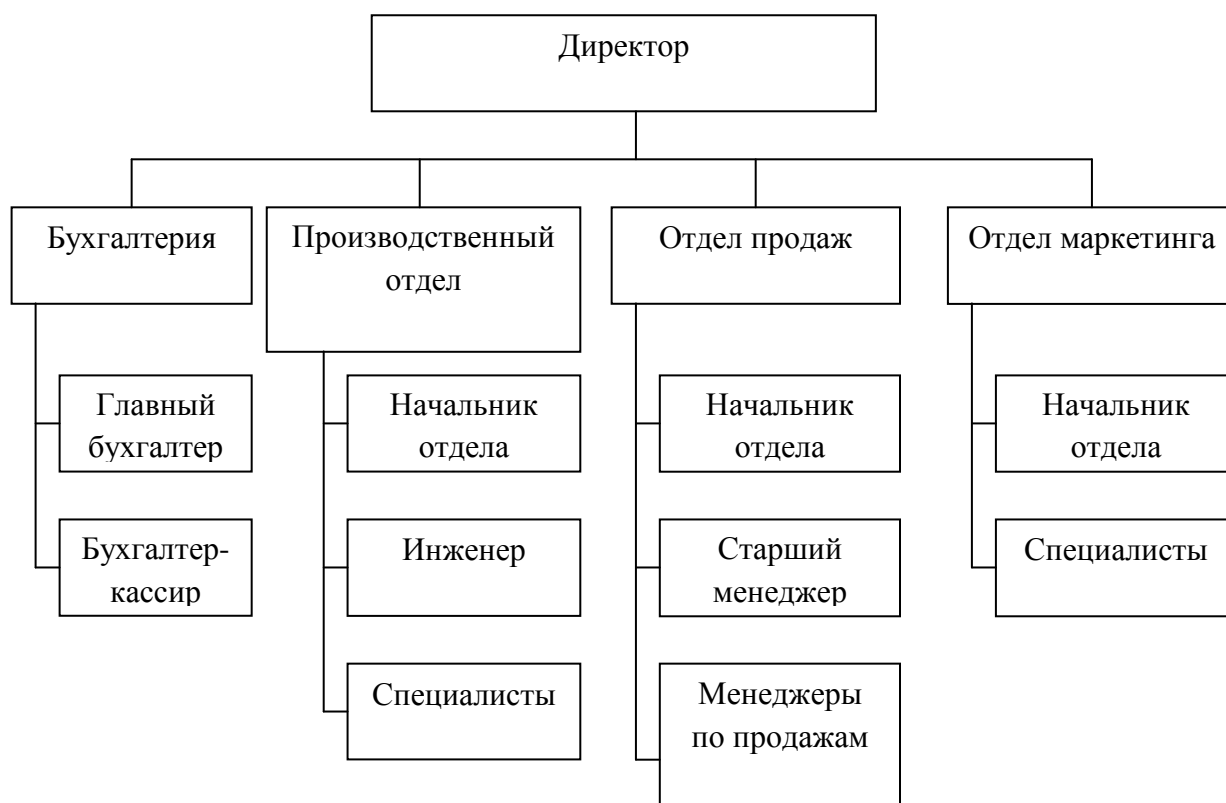 Директор
Бухгалтерия
Производственный
отдел
Отдел продаж
Отдел маркетинга
Главный
бухгалтер
Начальник
отдела
Начальник
отдела
Начальник
отдела
Бухгалтер-
кассир
Инженер
Старший
менеджер
Специалисты
Специалисты
Менеджеры
по продажам